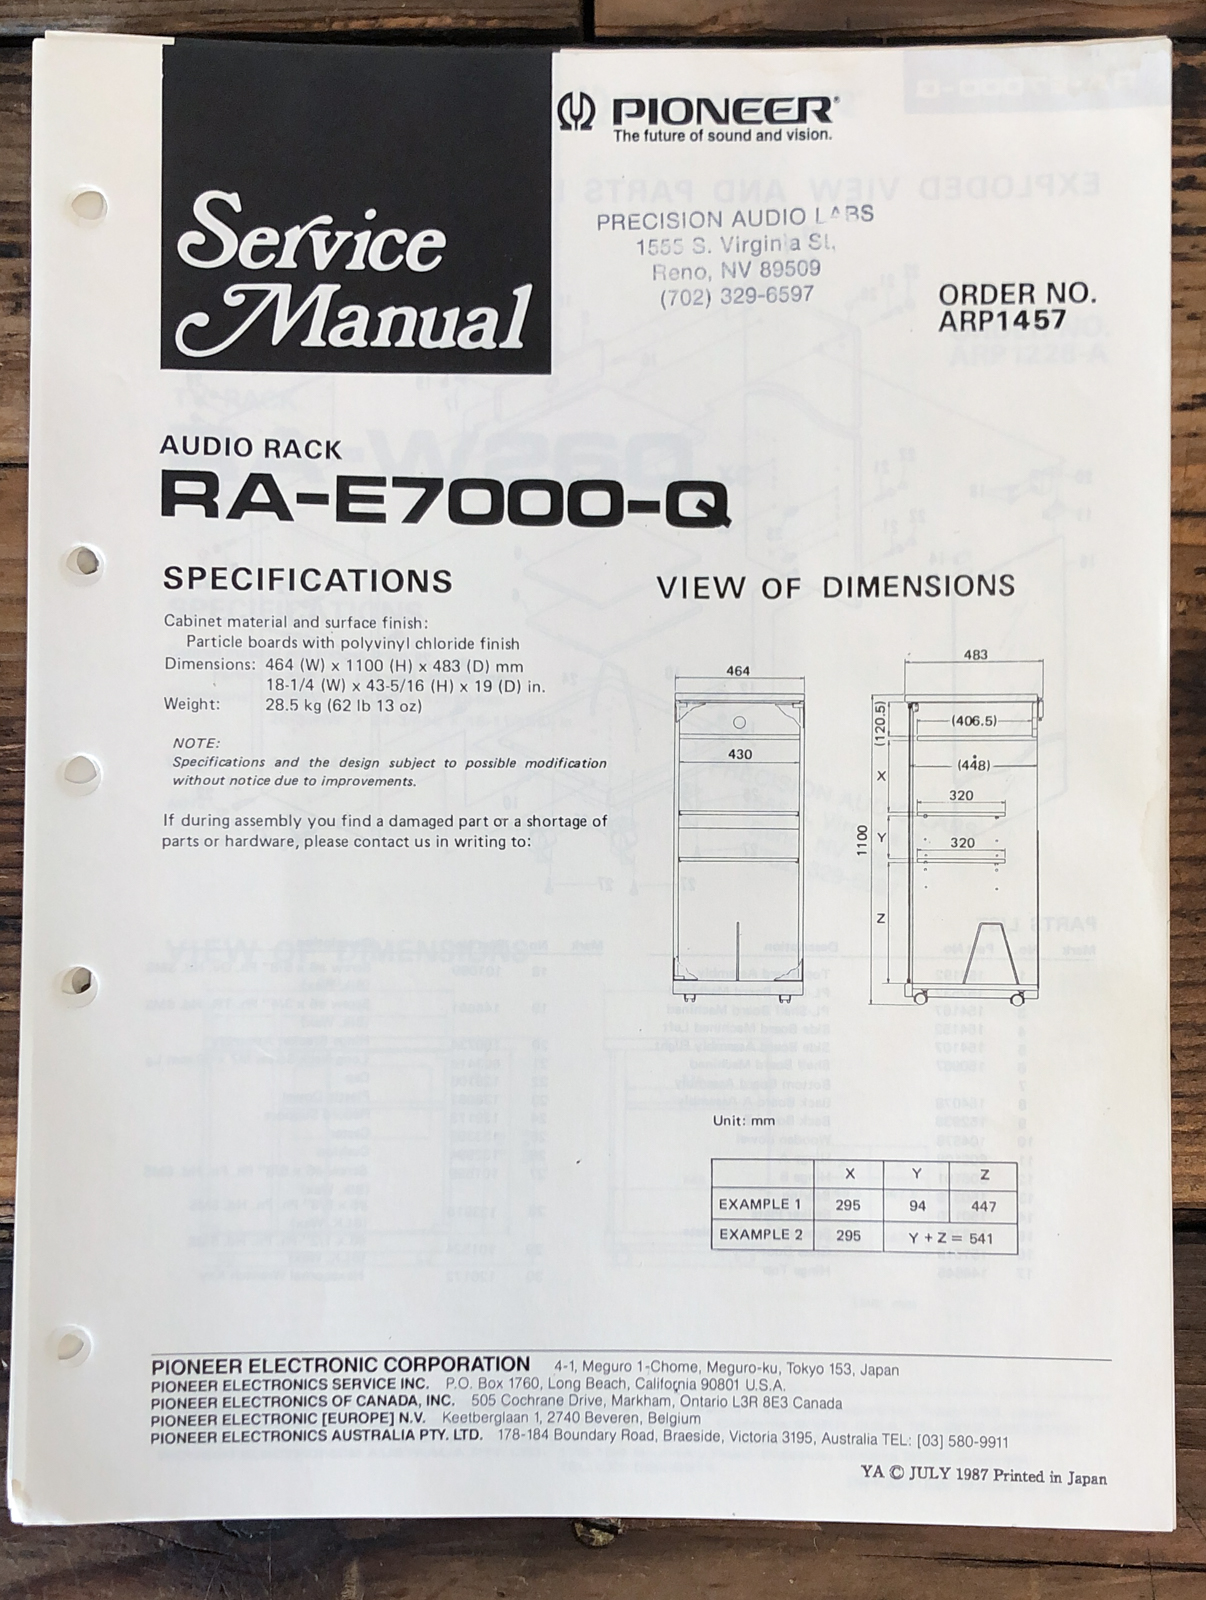 Service
Manual
PIONEER®
The future of sound and vision.
PRECISION AUDIO LABS
1555 S. Virginia St.
Reno, NV 89509
(702) 329-6597
ORDER NO.
ARP1457
AUDIO RACK
RA-E7000-Q
SPECIFICATIONS
Cabinet material and surface finish:
Particle boards with polyvinyl chloride finish
Dimensions: 464 (W) x 1100 (H) x 483 (D) mm
18-1/4 (W) x 43-5/16 (H) x 19 (D) in.
Weight: 28.5 kg (62 lb 13 oz)
NOTE:
Specifications and the design subject to possible modification
without notice due to improvements.
If during assembly you find a damaged part or a shortage of
parts or hardware, please contact us in writing to:
VIEW OF DIMENSIONS
464
430
483
(120.5)
(406.5)
(448)
X
320
Y
320
1100
Z
Unit: mm
X Y Z
EXAMPLE 1 295 94 447
EXAMPLE 2 295 Y + Z = 541
PIONEER ELECTRONIC CORPORATION 4-1, Meguro 1-Chome, Meguro-ku, Tokyo 153, Japan
PIONEER ELECTRONICS SERVICE INC. P.O. Box 1760, Long Beach, California 90801 U.S.A.
PIONEER ELECTRONICS OF CANADA, INC. 505 Cochrane Drive, Markham, Ontario L3R 8E3 Canada
PIONEER ELECTRONIC [EUROPE] N.V. Keetberglaan 1, 2740 Beveren, Belgium
PIONEER ELECTRONICS AUSTRALIA PTY. LTD. 178-184 Boundary Road, Braeside, Victoria 3195, Australia TEL: [03] 580-9911
YA © JULY 1987 Printed in Japan